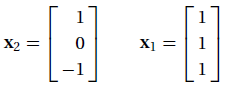 x₂ = [ 1 0 −1 ] x₁ = [ 1 1 1 ]